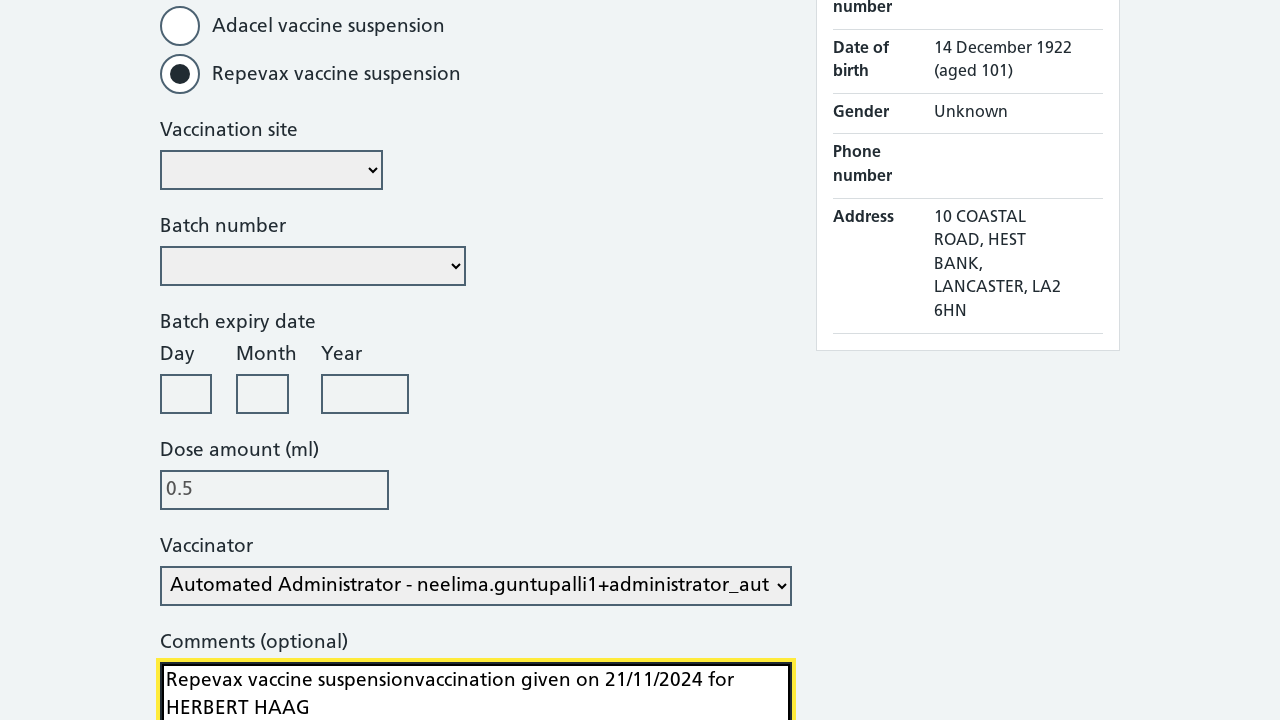 Adacel vaccine suspension
Repevax vaccine suspension
Vaccination site
Batch number
Batch expiry date
Day Month Year
Dose amount (ml)
0.5
Vaccinator
Automated Administrator - neelima.guntupalli1+administrator_aut
Comments (optional)
Repevax vaccine suspensionvaccination given on 21/11/2024 for
HERBERT HAAG
number
Date of
birth
14 December 1922
(aged 101)
Gender
Unknown
Phone
number
Address
10 COASTAL
ROAD, HEST
BANK,
LANCASTER, LA2
6HN